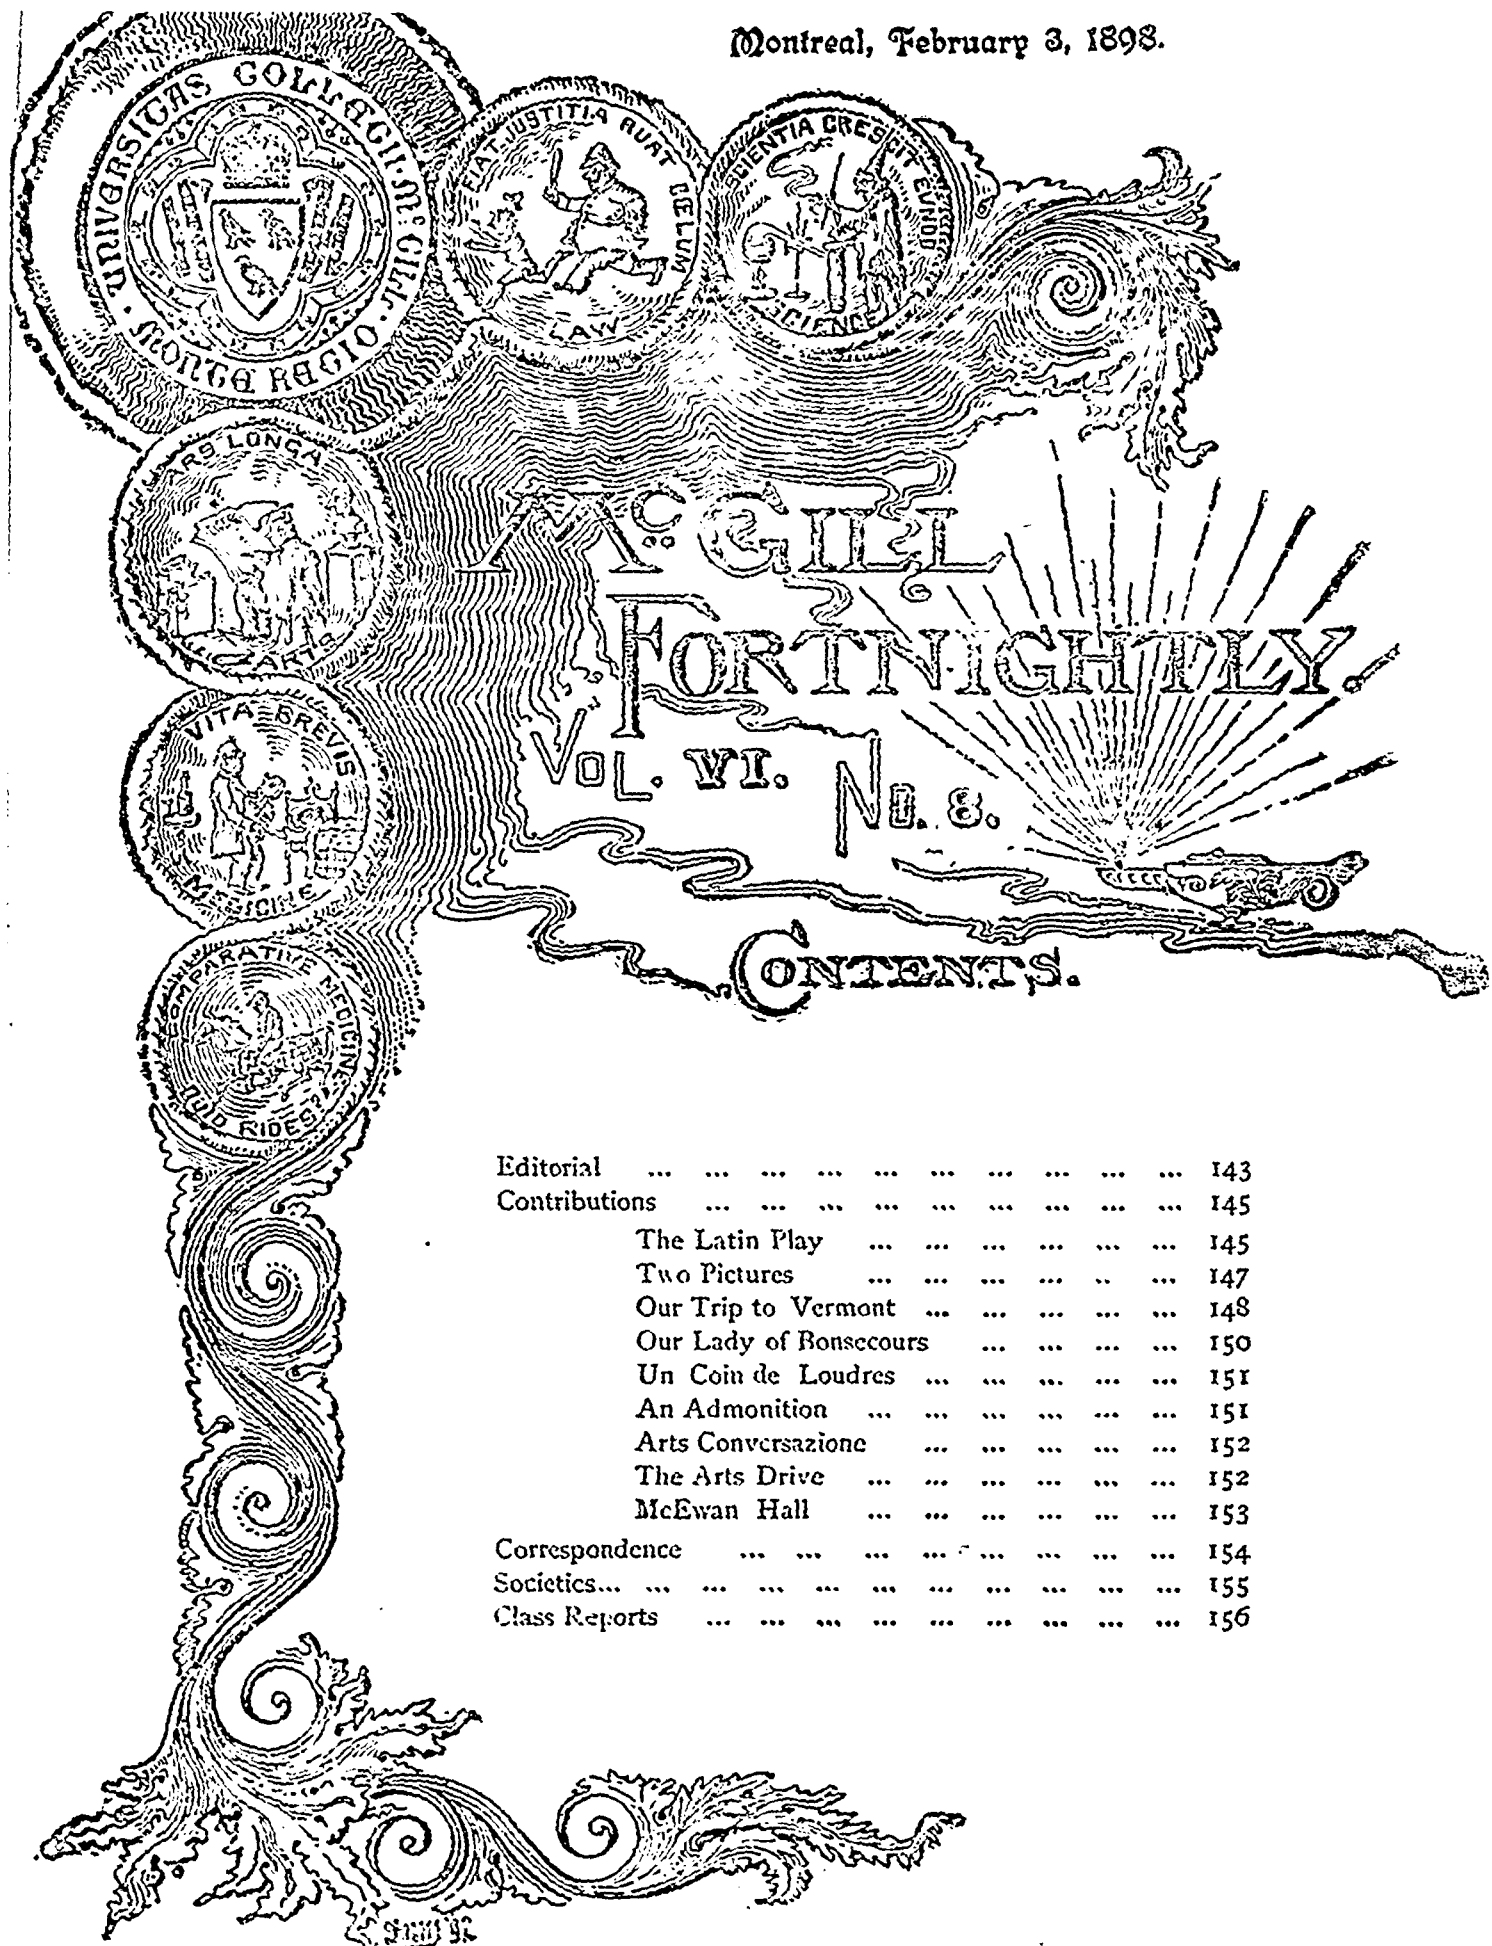 Montreal, February 3, 1898.
UNIVERSITAS COLLEGII McGILL
MONTE REGIO
FIAT JUSTITIA RUAT CŒLUM
LAW
SCIENTIA CRESCIT EUNDO
SCIENCE
ARS LONGA
ARTS
VITA BREVIS
MEDICINE
COMPARATIVE MEDICINE
QUID RIDES?
McGILL
FORTNIGHTLY.
VOL. VI. NO. 8.
CONTENTS.
Editorial ... ... ... ... ... ... ... ... ... ... 143
Contributions ... ... ... ... ... ... ... ... ... 145
The Latin Play ... ... ... ... ... ... 145
Two Pictures ... ... ... ... .. ... 147
Our Trip to Vermont ... ... ... ... ... 148
Our Lady of Bonsecours ... ... ... ... 150
Un Coin de Loudres ... ... ... ... ... 151
An Admonition ... ... ... ... ... ... 151
Arts Conversazione ... ... ... ... ... 152
The Arts Drive ... ... ... ... ... ... 152
McEwan Hall ... ... ... ... ... ... 153
Correspondence ... ... ... ... ... ... ... ... 154
Societies... ... ... ... ... ... ... ... ... ... ... 155
Class Reports ... ... ... ... ... ... ... ... ... 156